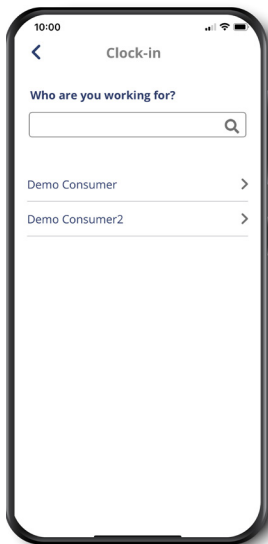 10:00
Clock-in
Who are you working for?
Demo Consumer
Demo Consumer2